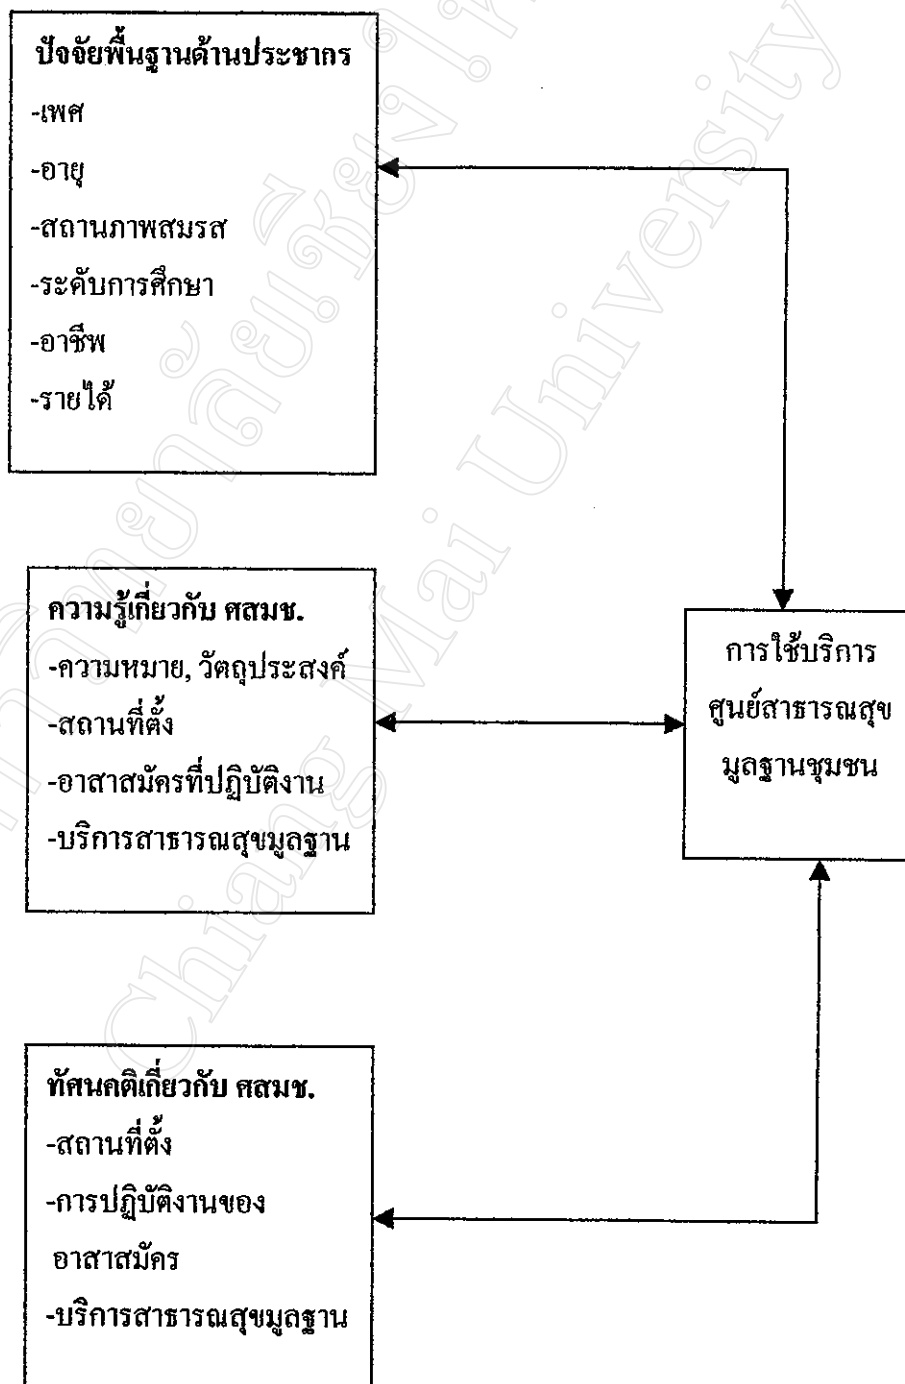 ปัจจัยพื้นฐานด้านประชากร
-เพศ
-อายุ
-สถานภาพสมรส
-ระดับการศึกษา
-อาชีพ
-รายได้
ความรู้เกี่ยวกับ ศสมช.
-ความหมาย, วัตถุประสงค์
-สถานที่ตั้ง
-อาสาสมัครที่ปฏิบัติงาน
-บริการสาธารณสุขมูลฐาน
การใช้บริการ
ศูนย์สาธารณสุข
มูลฐานชุมชน
ทัศนคติเกี่ยวกับ ศสมช.
-สถานที่ตั้ง
-การปฏิบัติงานของ
อาสาสมัคร
-บริการสาธารณสุขมูลฐาน
Chiang Mai University